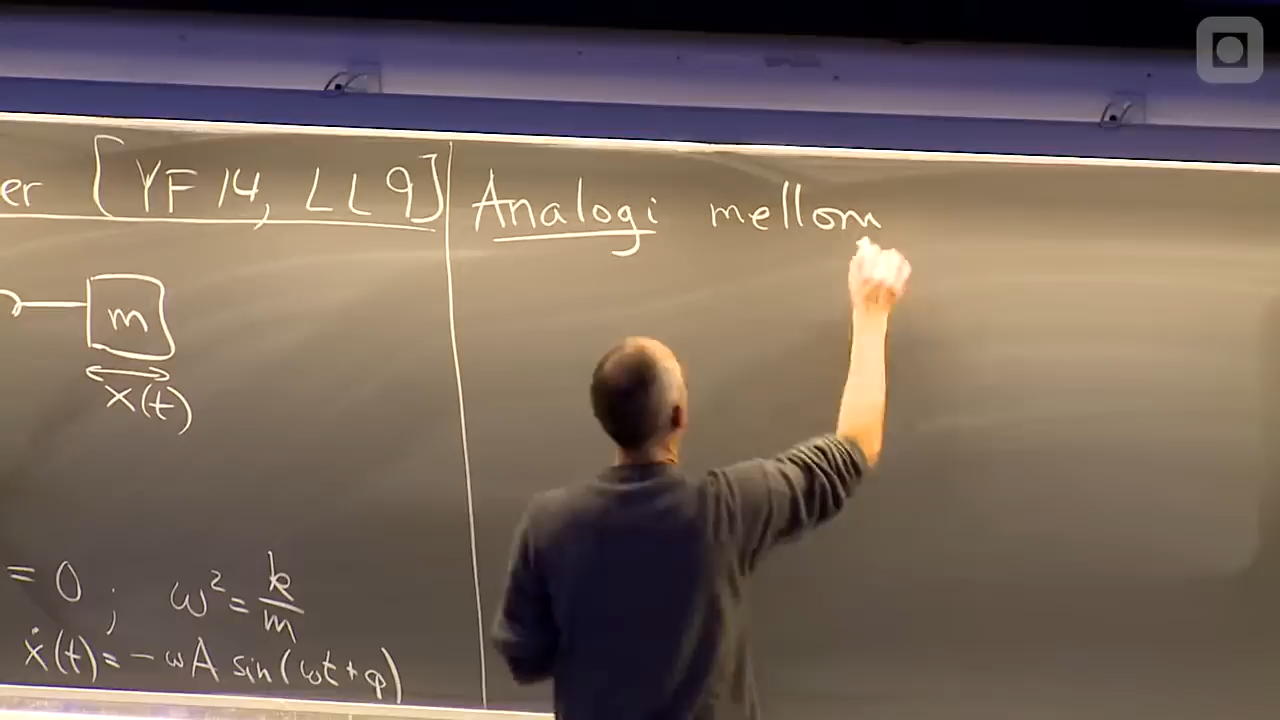 er [YF 14, LL 9]
Analogi mellom
m
x(t)
= 0 ; ω² = k/m
ẋ(t) = -ωA sin(ωt+φ)